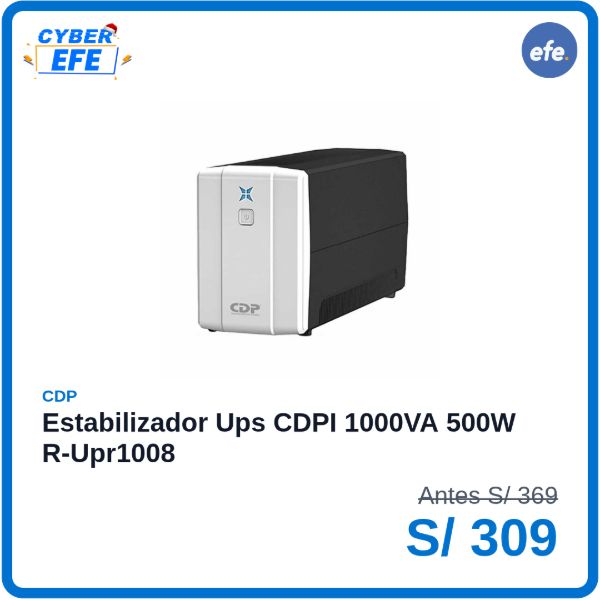 CYBER
EFE
efe.
CDP
CDP
Estabilizador Ups CDPI 1000VA 500W
R-Upr1008
Antes S/ 369
S/ 309